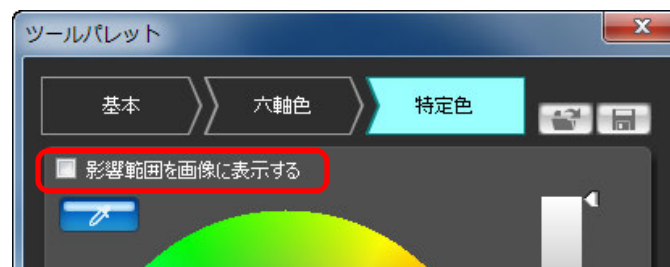 ツールパレット
基本 六軸色 特定色
影響範囲を画像に表示する